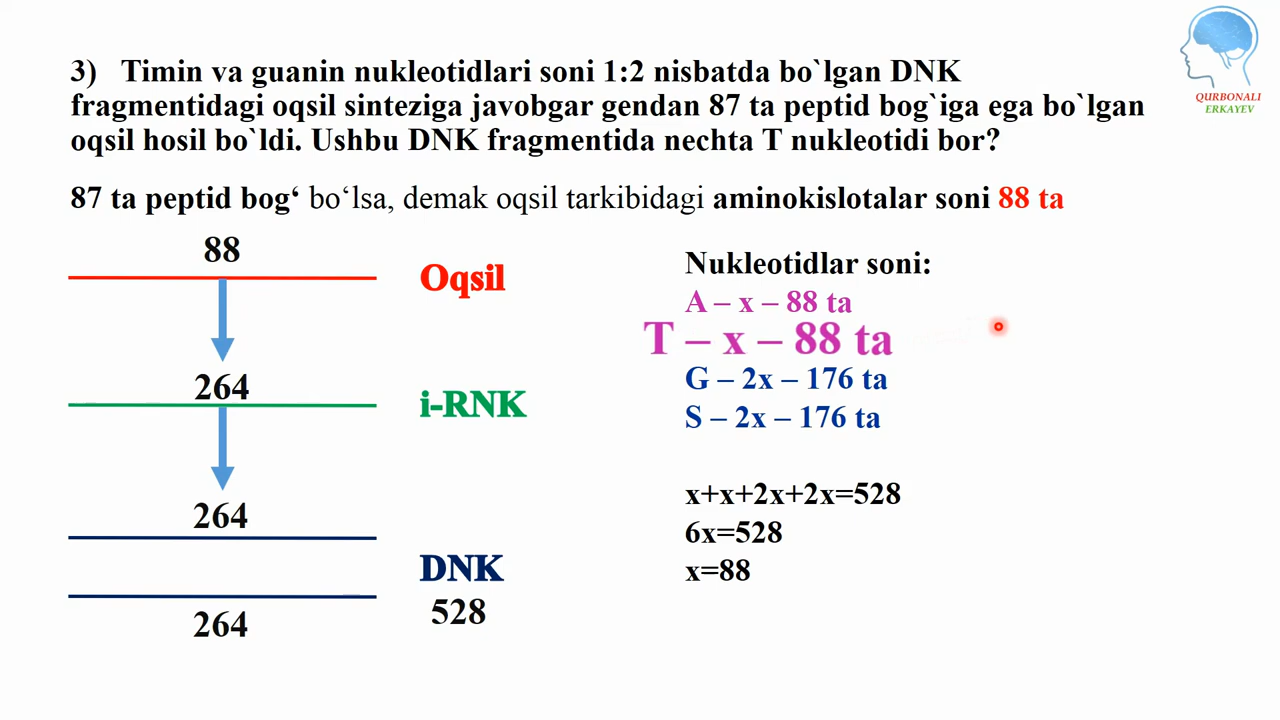 QURBONALI
ERKAYEV
3) Timin va guanin nukleotidlari soni 1:2 nisbatda bo`lgan DNK
fragmentidagi oqsil sinteziga javobgar gendan 87 ta peptid bog`iga ega bo`lgan
oqsil hosil bo`ldi. Ushbu DNK fragmentida nechta T nukleotidi bor?
87 ta peptid bog‘ bo‘lsa, demak oqsil tarkibidagi aminokislotalar soni 88 ta
88
Oqsil
264
i-RNK
264
DNK
528
264
Nukleotidlar soni:
A – x – 88 ta
T – x – 88 ta
G – 2x – 176 ta
S – 2x – 176 ta
x+x+2x+2x=528
6x=528
x=88